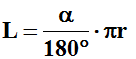 L = α/180° · πr